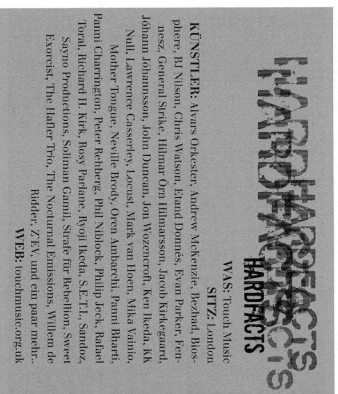 HARDFACTS
HARDFACTS
HARDFACTS
WAS: Touch Music
SITZ: London
KÜNSTLER: Alvars Orkester, Andrew McKenzie, Bezhad, Bios-
phere, BJ Nilson, Chris Watson, Eland Donnés, Evan Parker, Fen-
nesz, General Strike, Hilmar Örn Hilmarsson, Jacob Kirkegaard,
Jóhann Jóhannsson, John Duncan, Jon Wozencroft, Ken Ikeda, KK
Null, Lawrence Casserley, Locust, Mark van Hoen, Mika Vainio,
Mother Tongue, Neville Brody, Oren Ambarchi, Panni Bharti,
Panni Charrington, Peter Rehberg, Phil Niblock, Philip Jeck, Rafael
Toral, Richard H. Kirk, Rosy Parlane, Ryoji Ikeda, S.E.T.I., Sandoz,
Sayno Productions, Soliman Gamil, Strafe für Rebellion, Sweet
Exorcist, The Hafler Trio, The Nocturnal Emissions, Willem de
Ridder, Z'EV, und ein paar mehr..
WEB: touchmusic.org.uk